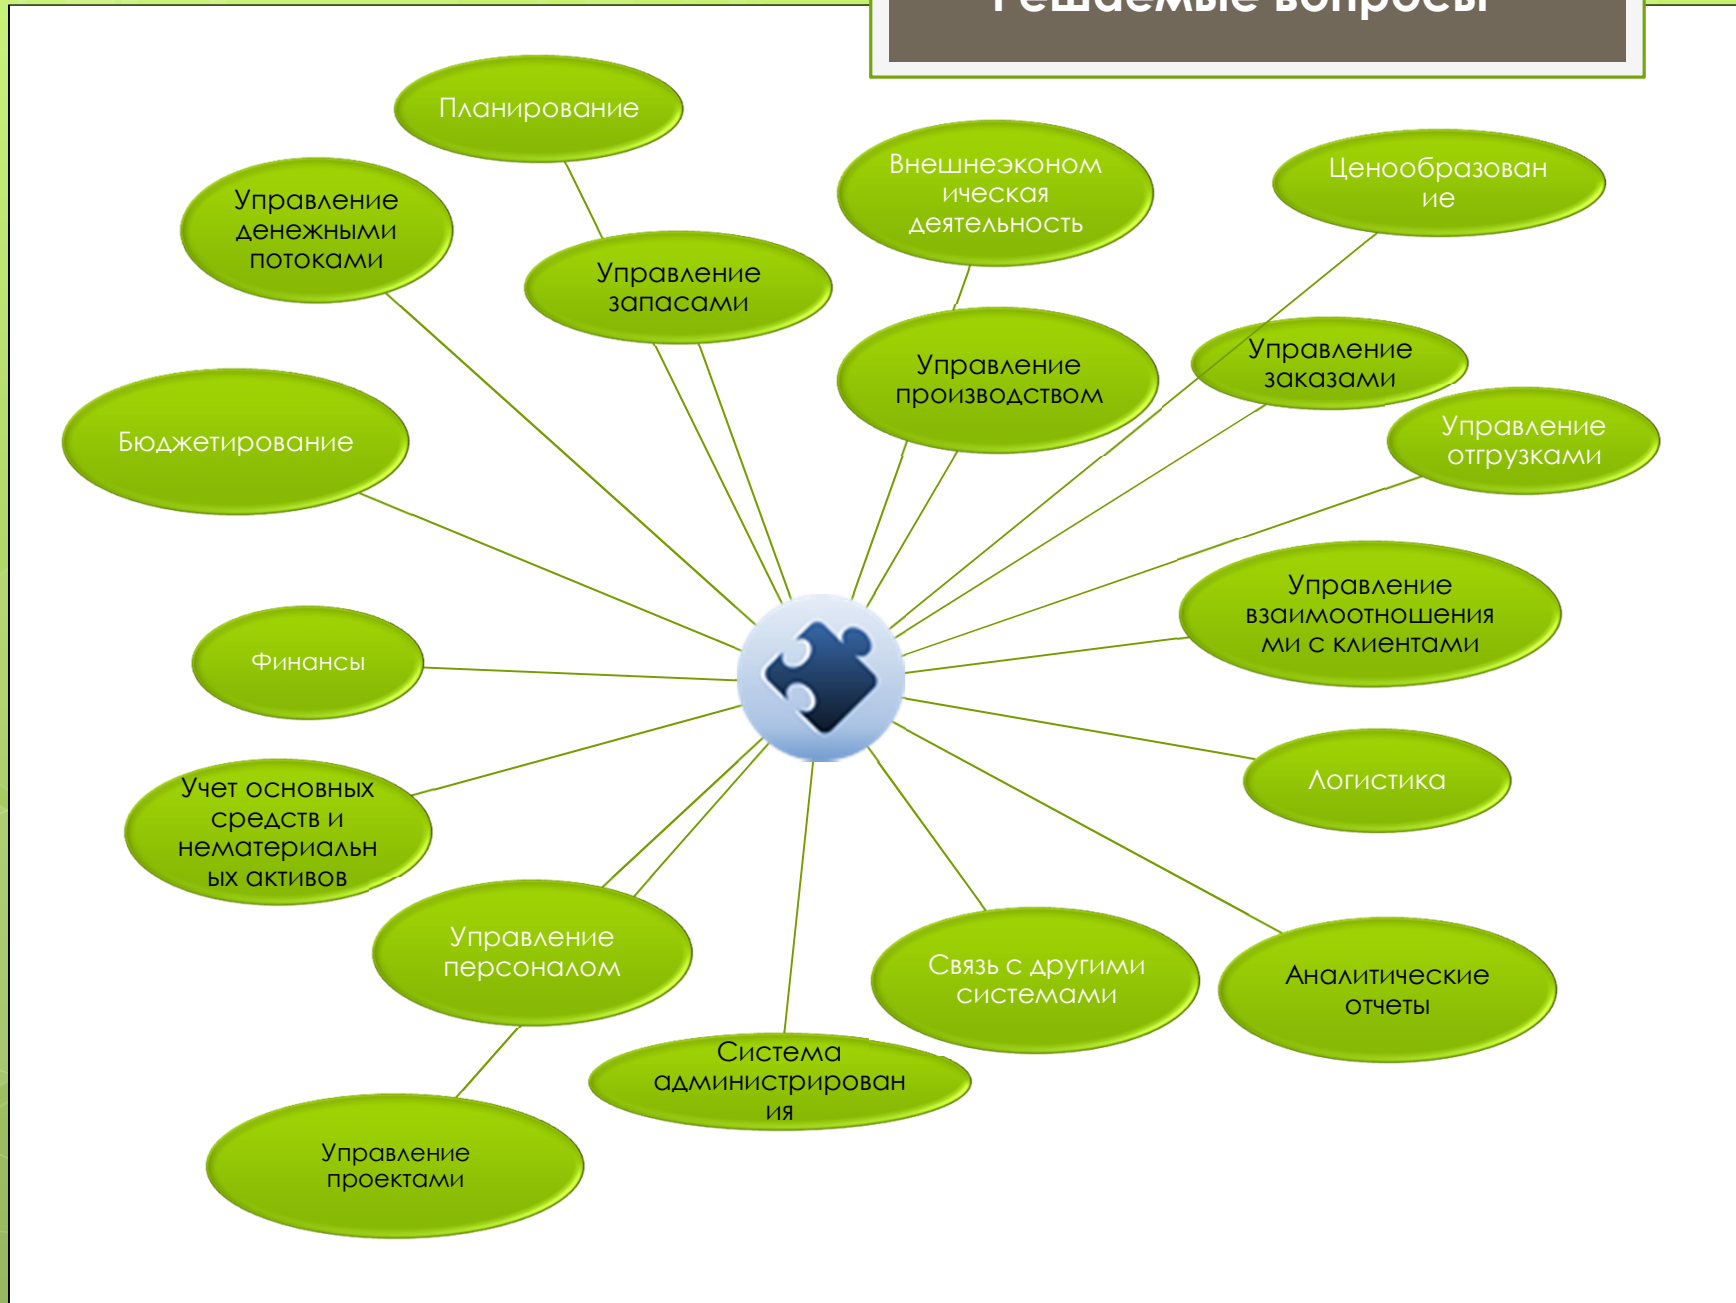 Решаемые вопросы
Планирование
Внешнеэконом
ическая
деятельность
Ценообразован
ие
Управление
денежными
потоками
Управление
запасами
Управление
производством
Управление
заказами
Управление
отгрузками
Бюджетирование
Управление
взаимоотношения
ми с клиентами
Финансы
Логистика
Учет основных
средств и
нематериальн
ых активов
Управление
персоналом
Связь с другими
системами
Аналитические
отчеты
Система
администрирован
ия
Управление
проектами